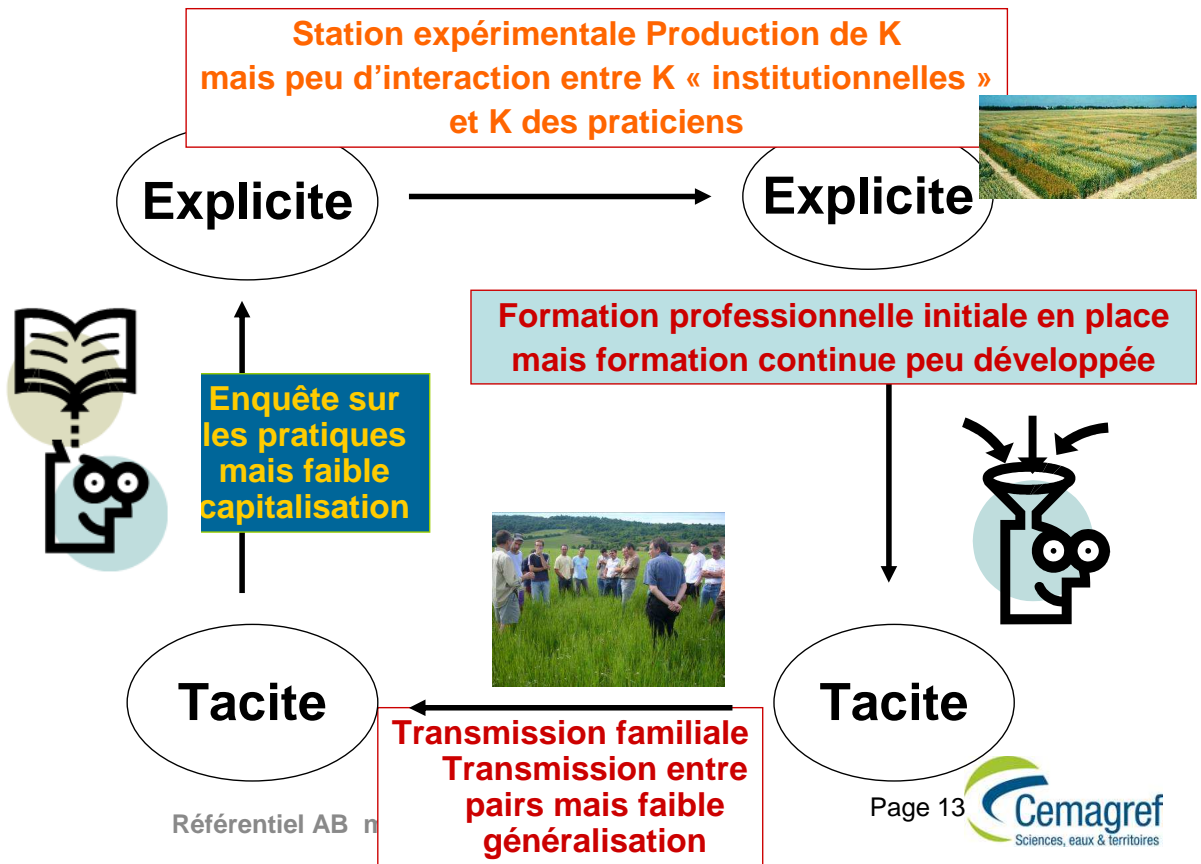 Station expérimentale Production de K
mais peu d’interaction entre K « institutionnelles »
et K des praticiens
Explicite
Explicite
Formation professionnelle initiale en place
mais formation continue peu développée
Enquête sur
les pratiques
mais faible
capitalisation
Tacite
Tacite
Transmission familiale
Transmission entre
pairs mais faible
généralisation
Référentiel AB
Page 13
Cemagref
Sciences, eaux & territoires